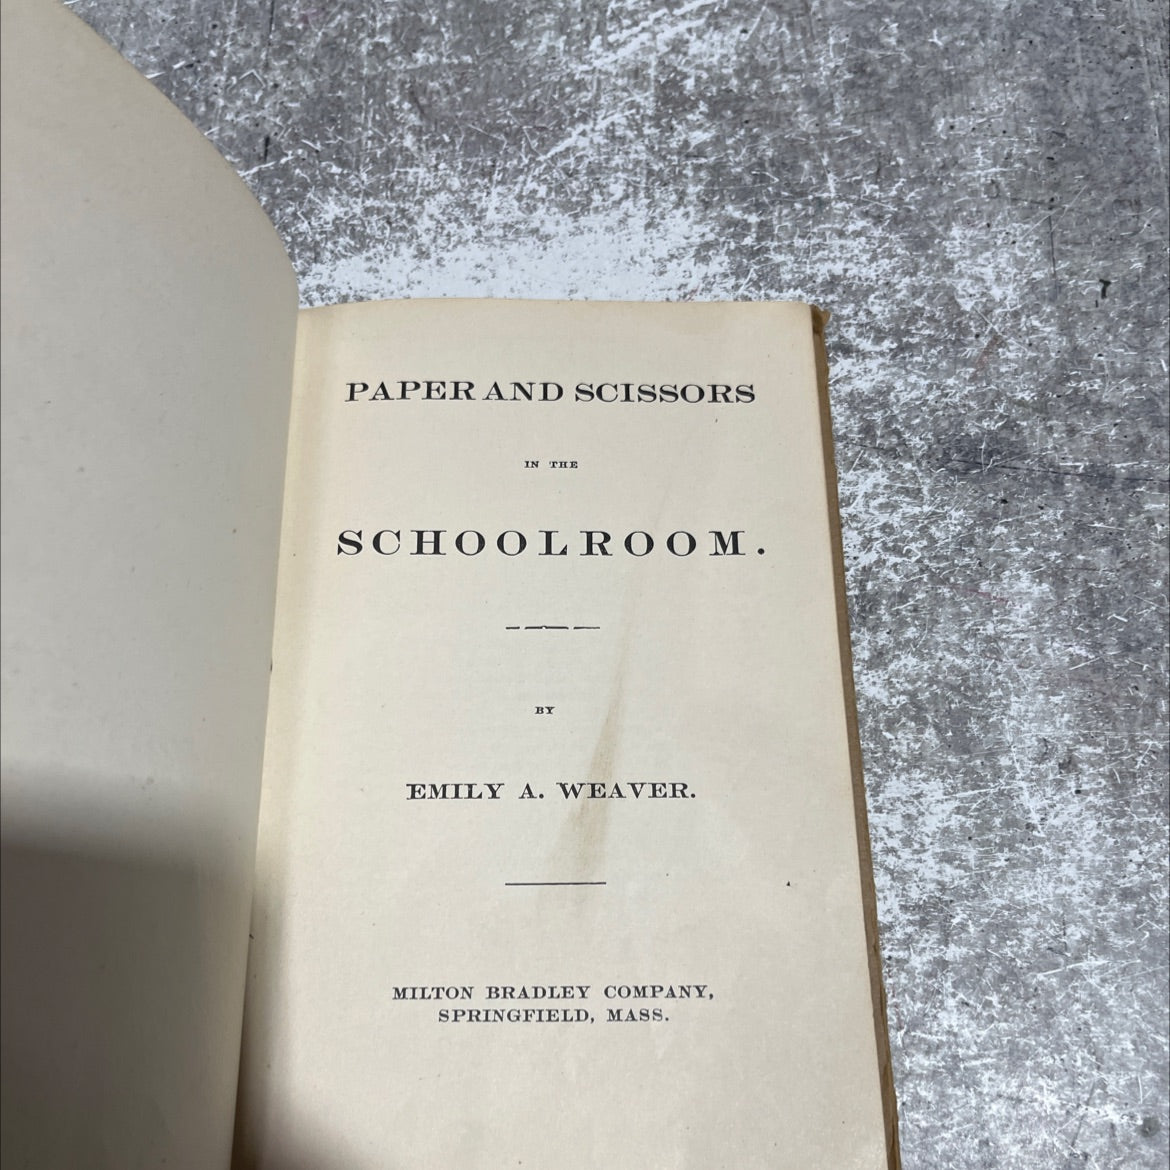 PAPER AND SCISSORS
IN THE
SCHOOLROOM.
BY
EMILY A. WEAVER.
MILTON BRADLEY COMPANY,
SPRINGFIELD, MASS.